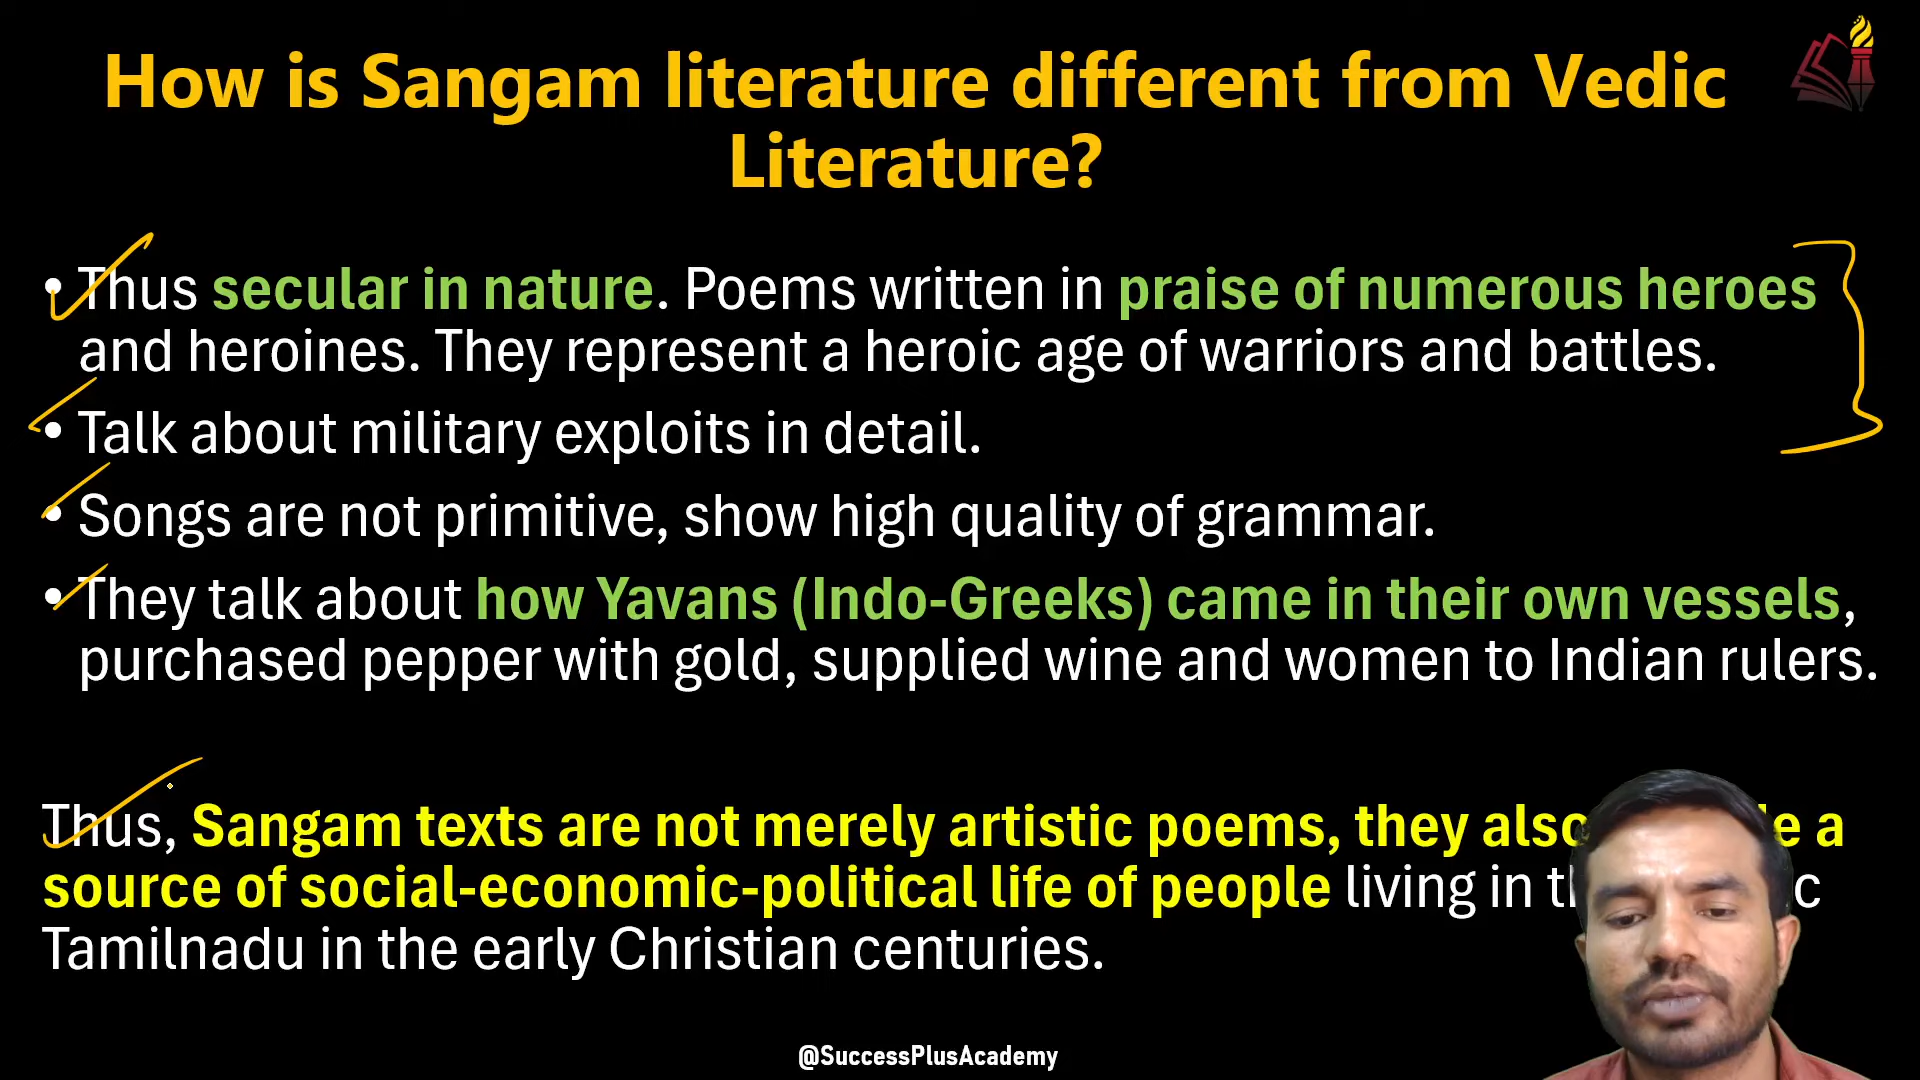 How is Sangam literature different from Vedic
Literature?
• Thus secular in nature. Poems written in praise of numerous heroes
and heroines. They represent a heroic age of warriors and battles.
• Talk about military exploits in detail.
• Songs are not primitive, show high quality of grammar.
• They talk about how Yavans (Indo-Greeks) came in their own vessels,
purchased pepper with gold, supplied wine and women to Indian rulers.
Thus, Sangam texts are not merely artistic poems, they also a
source of social-economic-political life of people living in
Tamilnadu in the early Christian centuries.
@SuccessPlusAcademy